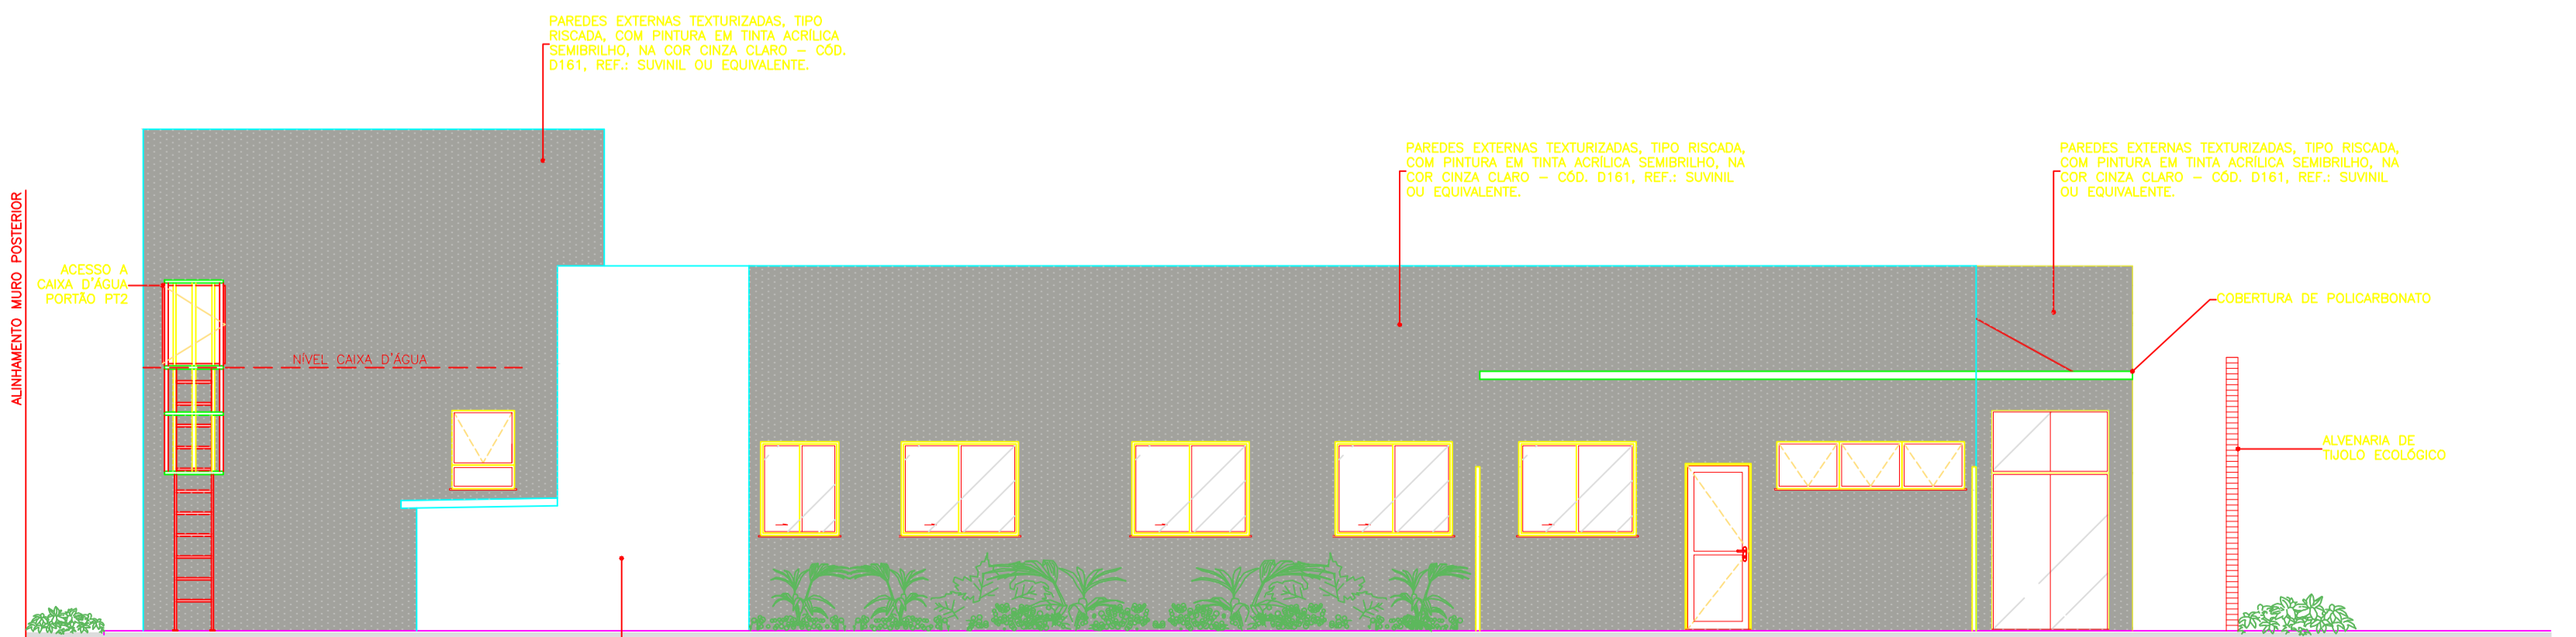 PAREDES EXTERNAS TEXTURIZADAS, TIPO
RISCADA, COM PINTURA EM TINTA ACRÍLICA
SEMIBRILHO, NA COR CINZA CLARO – CÓD.
D161, REF.: SUVINIL OU EQUIVALENTE.
PAREDES EXTERNAS TEXTURIZADAS, TIPO RISCADA,
COM PINTURA EM TINTA ACRÍLICA SEMIBRILHO, NA
COR CINZA CLARO – CÓD. D161, REF.: SUVINIL
OU EQUIVALENTE.
PAREDES EXTERNAS TEXTURIZADAS, TIPO RISCADA,
COM PINTURA EM TINTA ACRÍLICA SEMIBRILHO, NA
COR CINZA CLARO – CÓD. D161, REF.: SUVINIL
OU EQUIVALENTE.
ALINHAMENTO MURO POSTERIOR
ACESSO A
CAIXA D'ÁGUA
PORTÃO PT2
NÍVEL CAIXA D'ÁGUA
COBERTURA DE POLICARBONATO
ALVENARIA DE
TIJOLO ECOLÓGICO